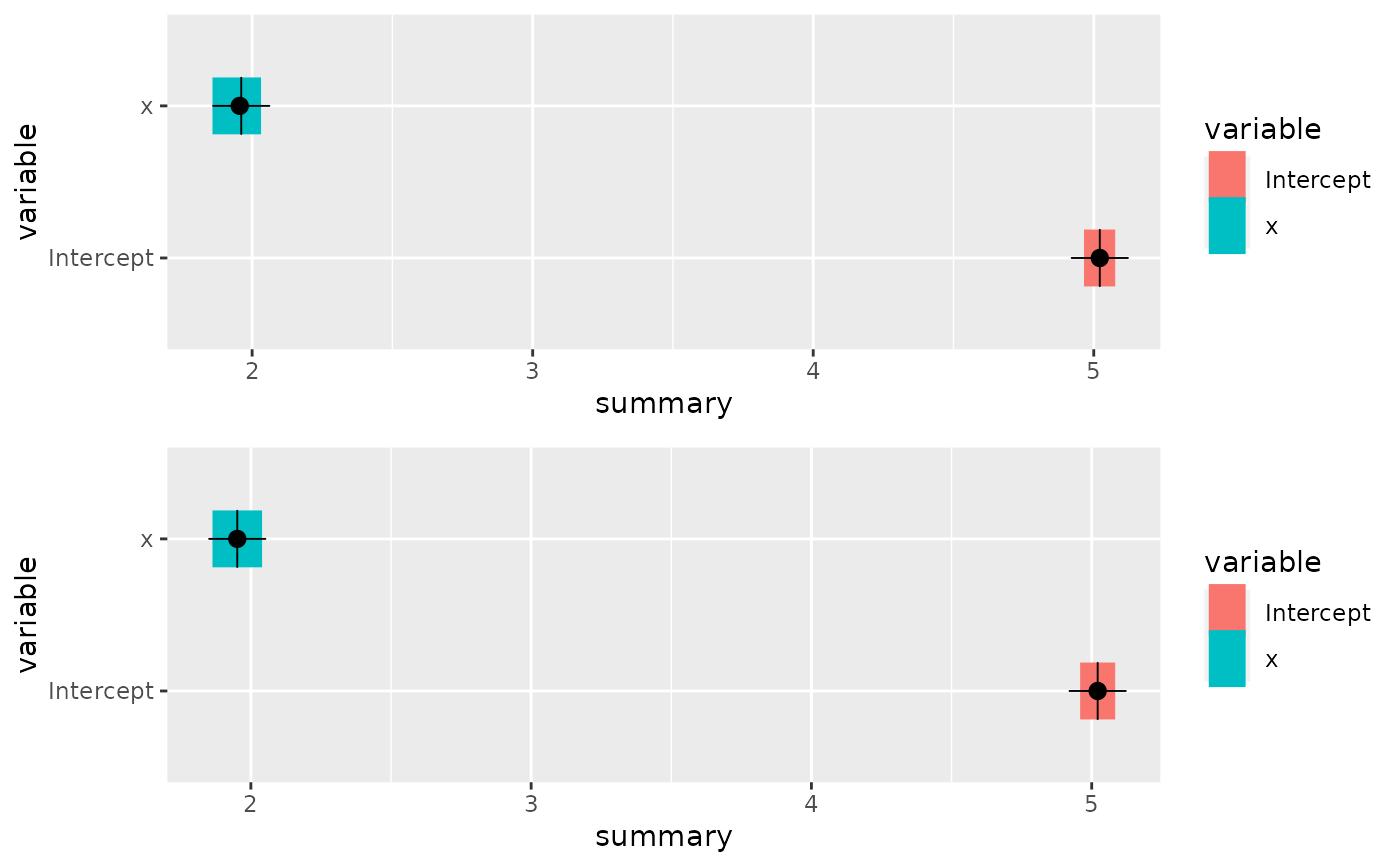 variable
x
Intercept
2 3 4 5
summary
variable
Intercept
x
variable
x
Intercept
2 3 4 5
summary
variable
Intercept
x